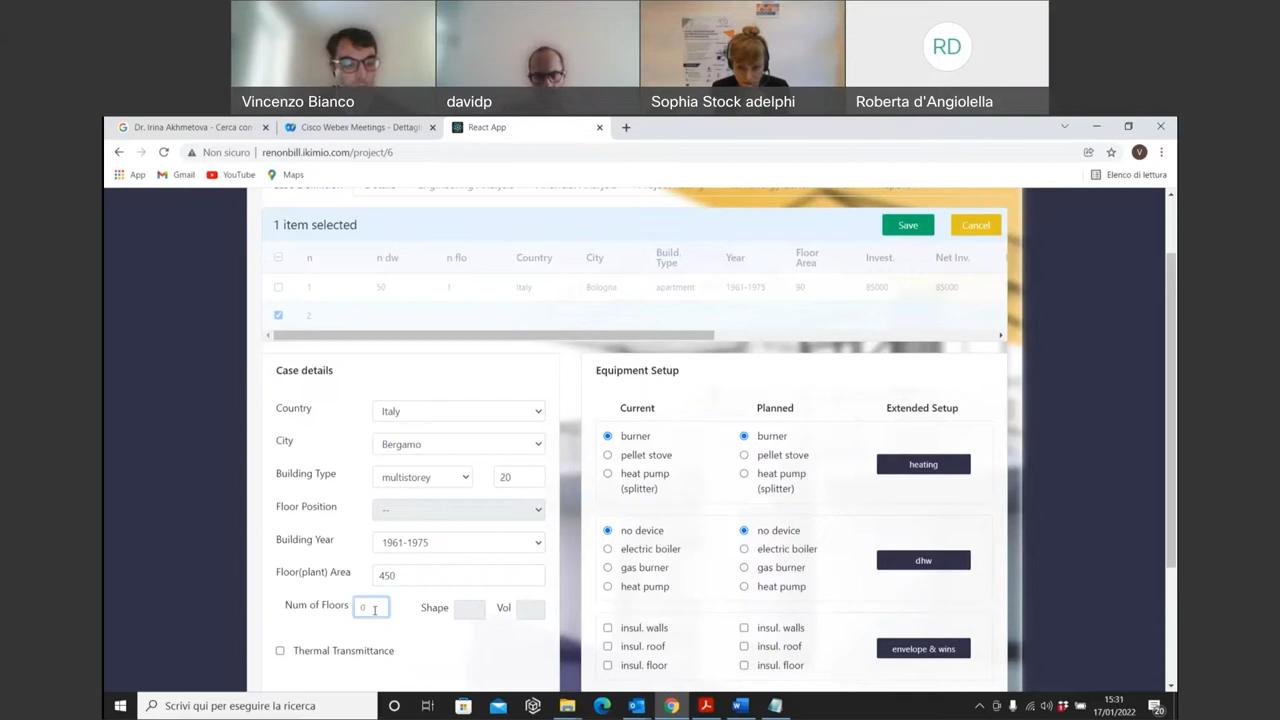 RD
Vincenzo Bianco
davidp
Sophia Stock adelphi
Roberta d'Angiolella
Dr. Irina Akhmetova - Cerca con
Cisco Webex Meetings - Dettagli
React App
Non sicuro
renonbill.ikimio.com/project/6
V
App
Gmail
YouTube
Maps
Elenco di lettura
1 item selected
Save
Cancel
n
n dw
n flo
Country
City
Build. Type
Year
Floor Area
Invest.
Net Inv.
1
50
1
Italy
Bologna
apartment
1961-1975
90
85000
85000
2
Case details
Country
Italy
City
Bergamo
Building Type
multistorey
20
Floor Position
--
Building Year
1961-1975
Floor(plant) Area
450
Num of Floors
0
Shape
Vol
Thermal Transmittance
Equipment Setup
Current
Planned
Extended Setup
burner
burner
pellet stove
pellet stove
heating
heat pump (splitter)
heat pump (splitter)
no device
no device
electric boiler
electric boiler
dhw
gas burner
gas burner
heat pump
heat pump
insul. walls
insul. walls
insul. roof
insul. roof
envelope & wins
insul. floor
insul. floor
Scrivi qui per eseguire la ricerca
15:31
17/01/2022
20